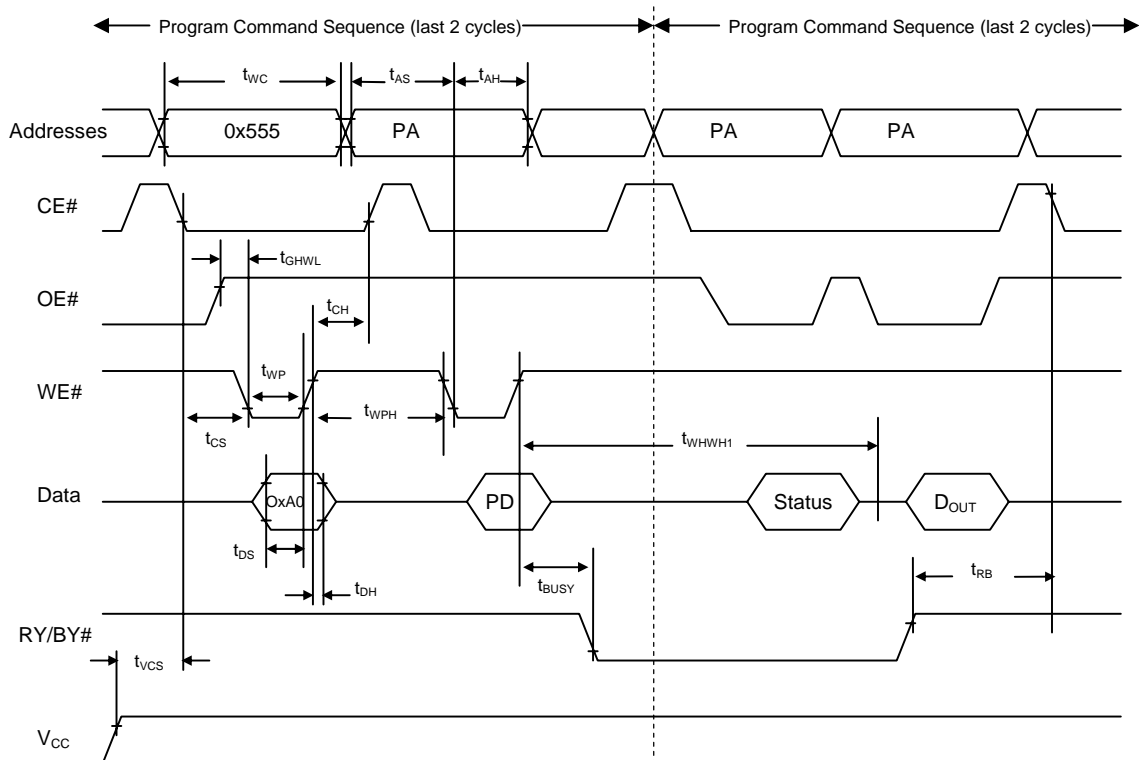 Program Command Sequence (last 2 cycles) Program Command Sequence (last 2 cycles)
tWC tAS tAH
Addresses 0x555 PA PA PA
CE#
tGHWL
OE#
tCH
tWP
WE#
tWPH
tCS tWHWH1
Data OxA0 PD Status DOUT
tDS tDH tBUSY tRB
RY/BY#
tVCS
VCC